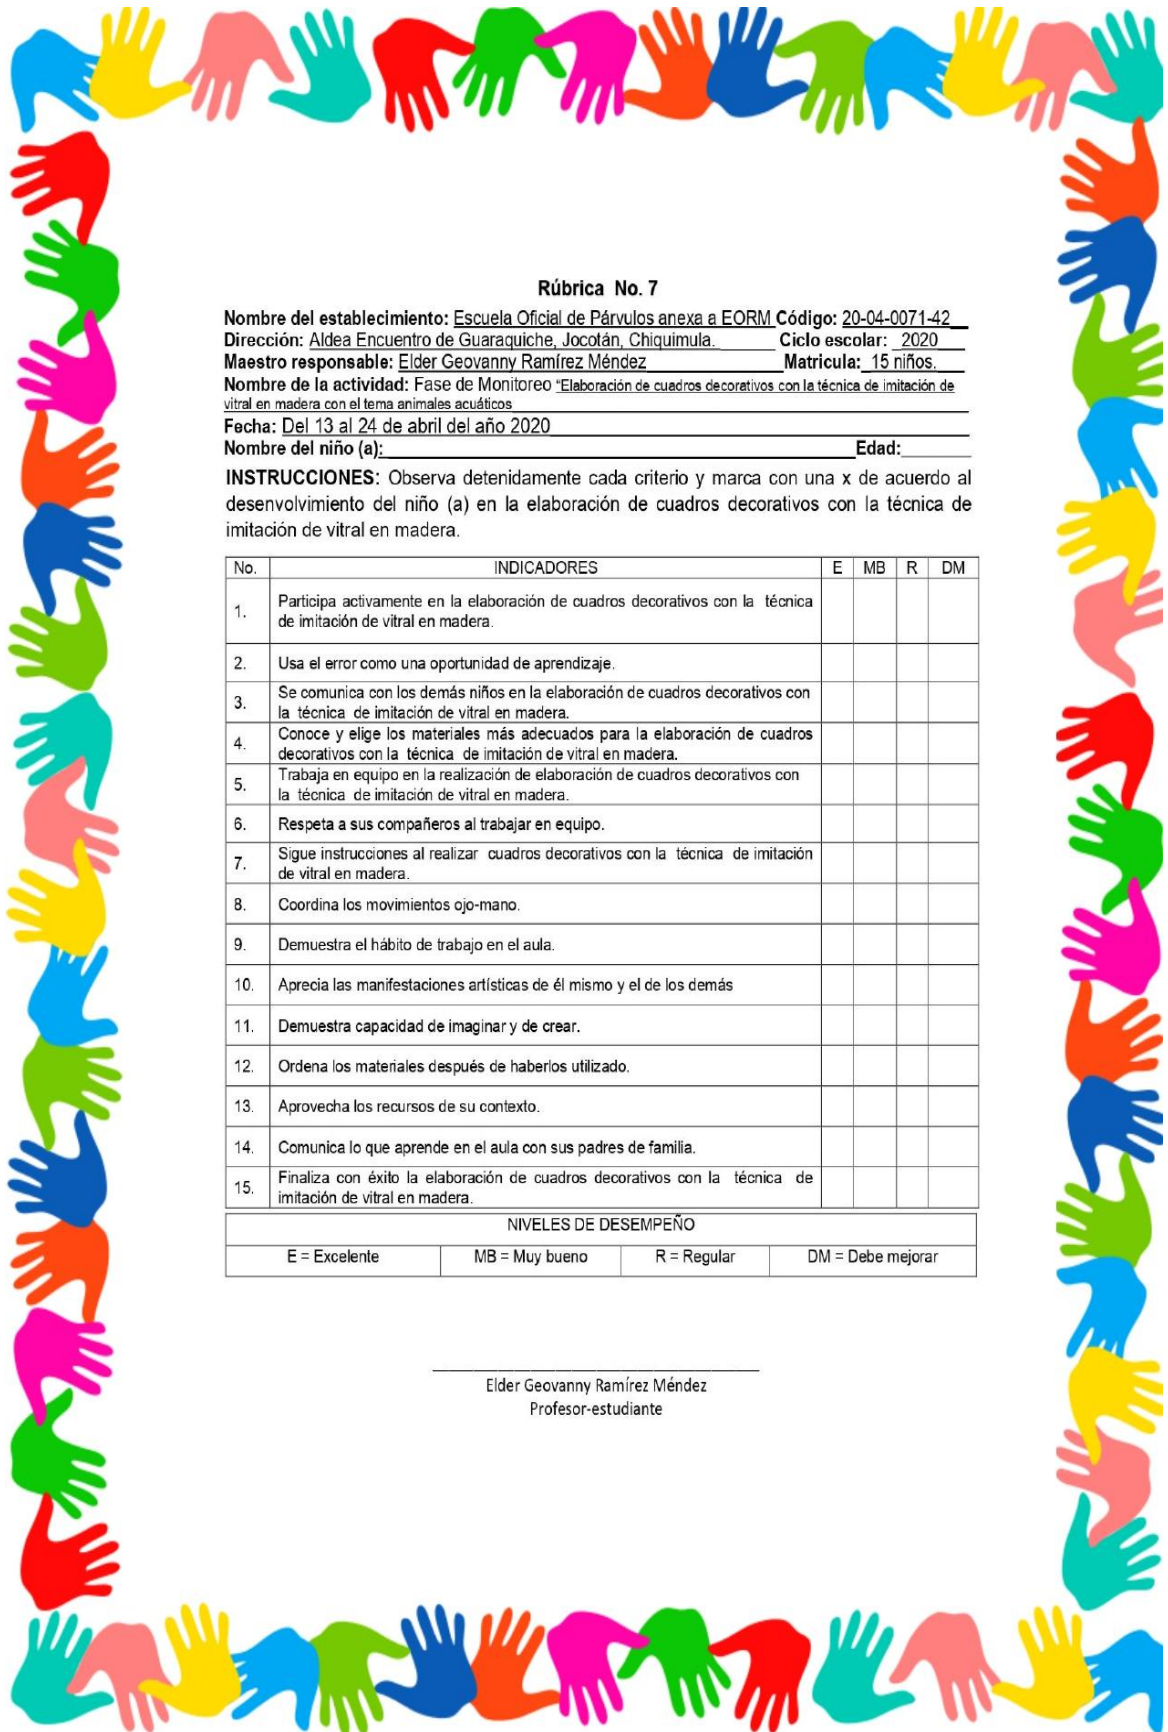 Rúbrica No. 7
Nombre del establecimiento: Escuela Oficial de Párvulos anexa a EORM Código: 20-04-0071-42
Dirección: Aldea Encuentro de Guaraquiche, Jocotán, Chiquimula. Ciclo escolar: 2020
Maestro responsable: Elder Geovanny Ramírez Méndez Matricula: 15 niños.
Nombre de la actividad: Fase de Monitoreo “Elaboración de cuadros decorativos con la técnica de imitación de
vitral en madera con el tema animales acuáticos
Fecha: Del 13 al 24 de abril del año 2020
Nombre del niño (a): Edad:
INSTRUCCIONES: Observa detenidamente cada criterio y marca con una x de acuerdo al
desenvolvimiento del niño (a) en la elaboración de cuadros decorativos con la técnica de
imitación de vitral en madera.
No. INDICADORES E MB R DM
1. Participa activamente en la elaboración de cuadros decorativos con la técnica
de imitación de vitral en madera.
2. Usa el error como una oportunidad de aprendizaje.
3. Se comunica con los demás niños en la elaboración de cuadros decorativos con
la técnica de imitación de vitral en madera.
4. Conoce y elige los materiales más adecuados para la elaboración de cuadros
decorativos con la técnica de imitación de vitral en madera.
5. Trabaja en equipo en la realización de elaboración de cuadros decorativos con
la técnica de imitación de vitral en madera.
6. Respeta a sus compañeros al trabajar en equipo.
7. Sigue instrucciones al realizar cuadros decorativos con la técnica de imitación
de vitral en madera.
8. Coordina los movimientos ojo-mano.
9. Demuestra el hábito de trabajo en el aula.
10. Aprecia las manifestaciones artísticas de él mismo y el de los demás
11. Demuestra capacidad de imaginar y de crear.
12. Ordena los materiales después de haberlos utilizado.
13. Aprovecha los recursos de su contexto.
14. Comunica lo que aprende en el aula con sus padres de familia.
15. Finaliza con éxito la elaboración de cuadros decorativos con la técnica de
imitación de vitral en madera.
NIVELES DE DESEMPEÑO
E = Excelente MB = Muy bueno R = Regular DM = Debe mejorar
Elder Geovanny Ramírez Méndez
Profesor-estudiante